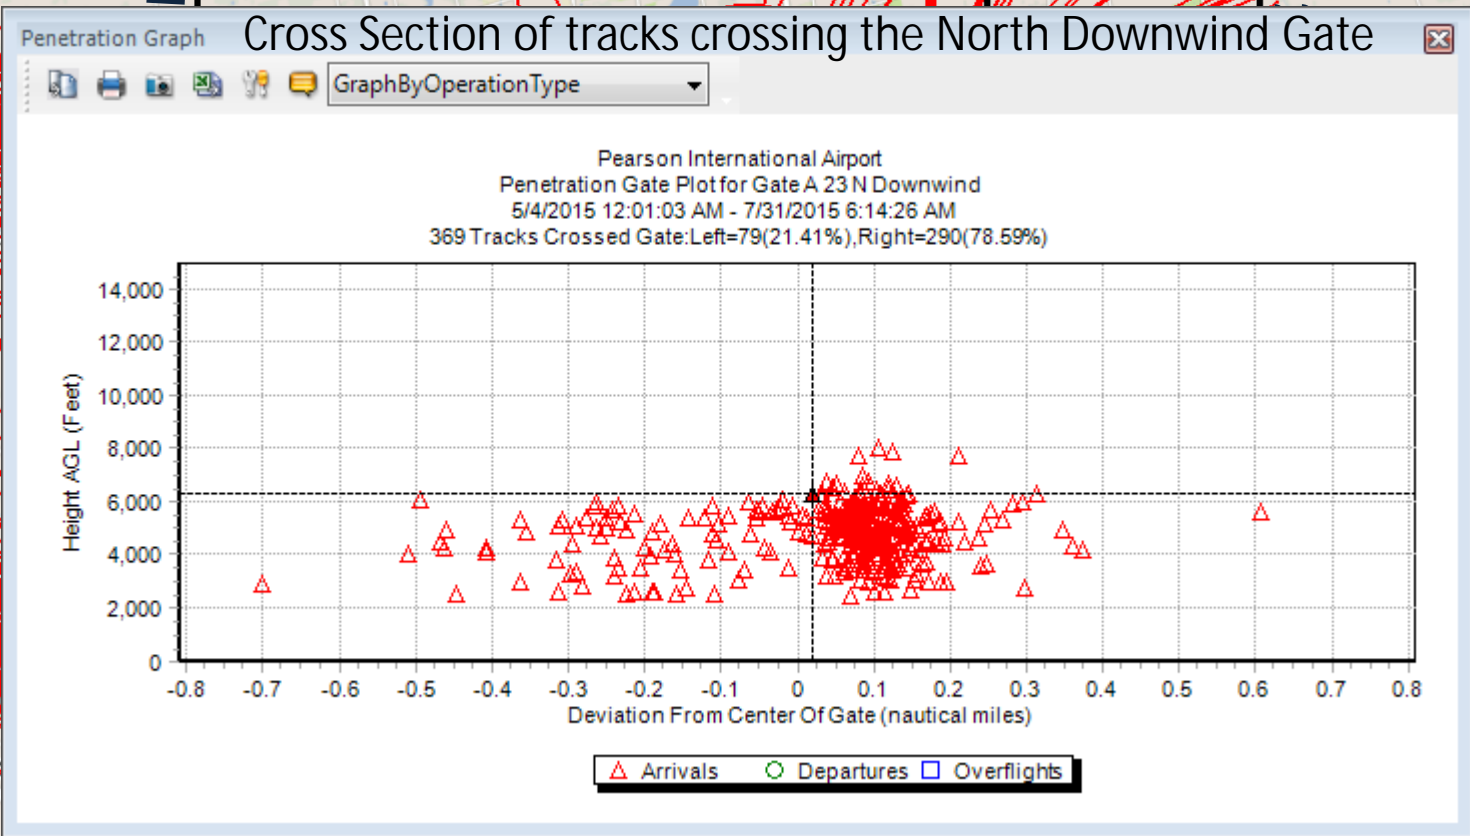 Penetration Graph
Cross Section of tracks crossing the North Downwind Gate
GraphByOperationType
Pearson International Airport
Penetration Gate Plot for Gate A 23 N Downwind
5/4/2015 12:01:03 AM - 7/31/2015 6:14:26 AM
369 Tracks Crossed Gate:Left=79(21.41%),Right=290(78.59%)
Height AGL (Feet)
14,000
12,000
10,000
8,000
6,000
4,000
2,000
0
-0.8 -0.7 -0.6 -0.5 -0.4 -0.3 -0.2 -0.1 0 0.1 0.2 0.3 0.4 0.5 0.6 0.7 0.8
Deviation From Center Of Gate (nautical miles)
Arrivals Departures Overflights